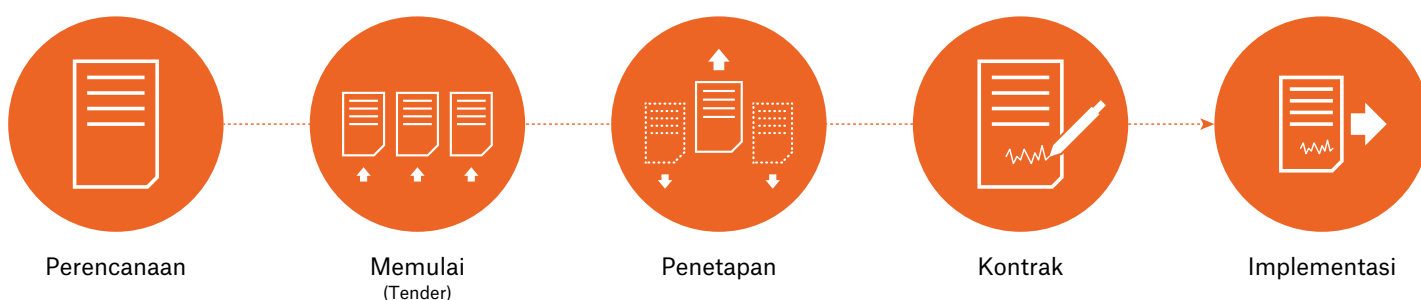 Perencanaan
Memulai
(Tender)
Penetapan
Kontrak
Implementasi